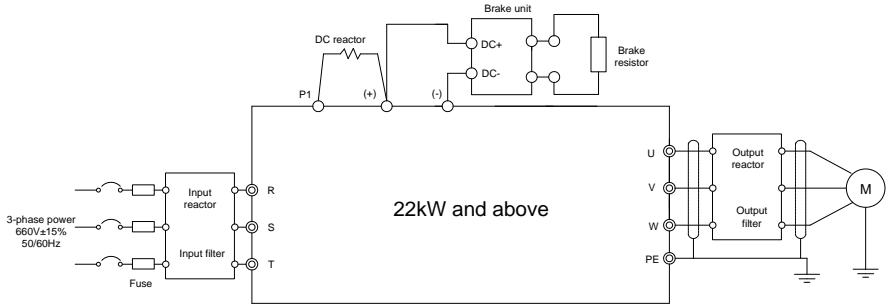 Brake unit
DC reactor
DC+
Brake
resistor
DC-
P1
(+)
(-)
U
Output
reactor
V
M
Input
reactor
R
22kW and above
3-phase power
660V±15%
50/60Hz
S
W
Output
filter
Input filter
T
PE
Fuse